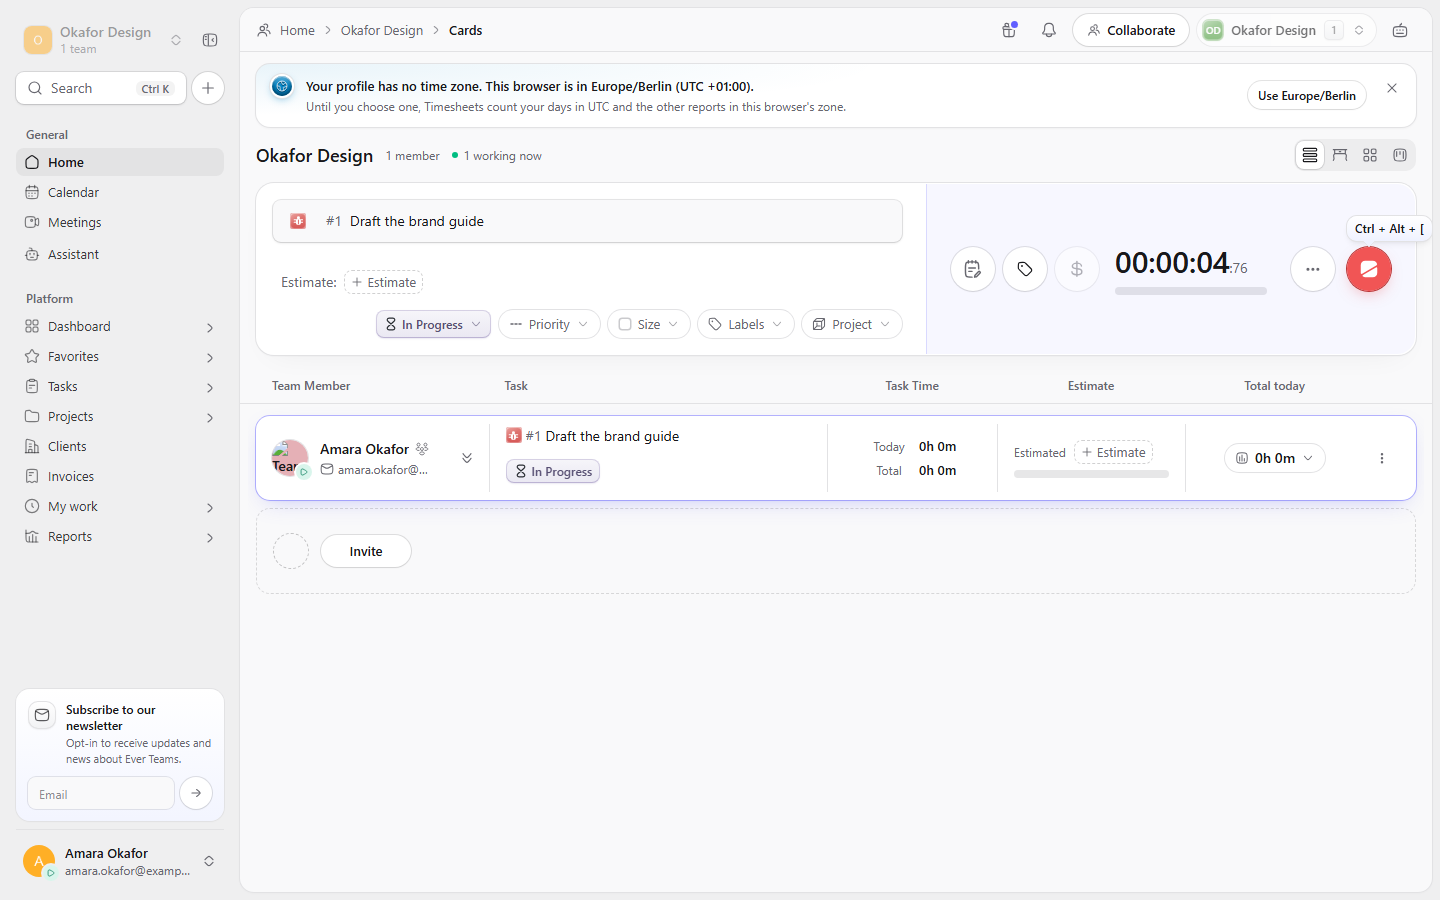 O
Okafor Design
1 team
Search
Ctrl K
General
Home
Calendar
Meetings
Assistant
Platform
Dashboard
Favorites
Tasks
Projects
Clients
Invoices
My work
Reports
Subscribe to our
newsletter
Opt-in to receive updates and
news about Ever Teams.
Email
A
Amara Okafor
amara.okafor@examp...
Home
Okafor Design
Cards
Collaborate
OD
Okafor Design
1
Your profile has no time zone. This browser is in Europe/Berlin (UTC +01:00).
Until you choose one, Timesheets count your days in UTC and the other reports in this browser's zone.
Use Europe/Berlin
Okafor Design
1 member
1 working now
#1 Draft the brand guide
Estimate:
+ Estimate
In Progress
Priority
Size
Labels
Project
$
00:00:04:76
Ctrl + Alt + [
Team Member
Task
Task Time
Estimate
Total today
Amara Okafor
amara.okafor@...
#1 Draft the brand guide
In Progress
Today 0h 0m
Total 0h 0m
Estimated
+ Estimate
0h 0m
Invite